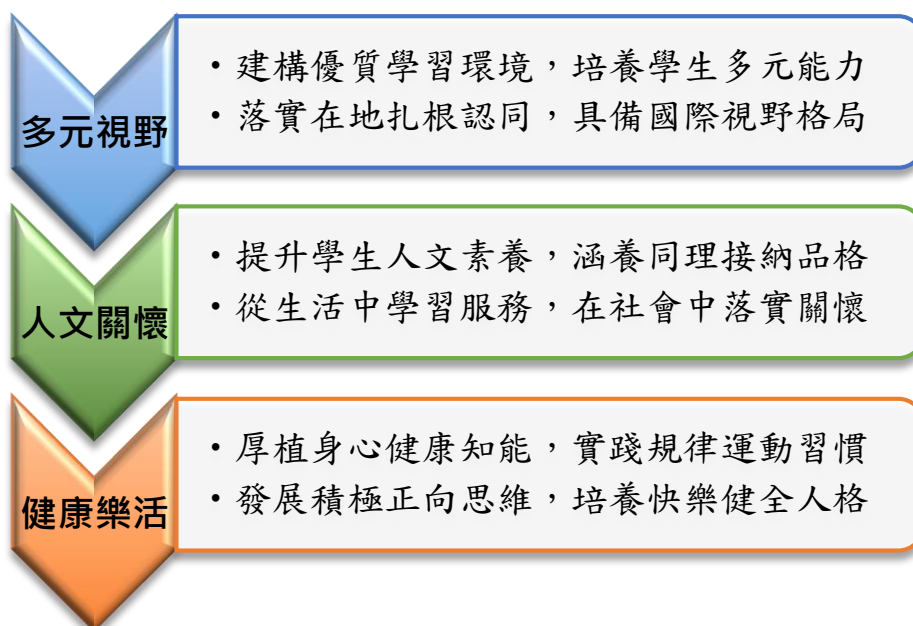 多元視野
・建構優質學習環境，培養學生多元能力
・落實在地扎根認同，具備國際視野格局
人文關懷
・提升學生人文素養，涵養同理接納品格
・從生活中學習服務，在社會中落實關懷
健康樂活
・厚植身心健康知能，實踐規律運動習慣
・發展積極正向思維，培養快樂健全人格